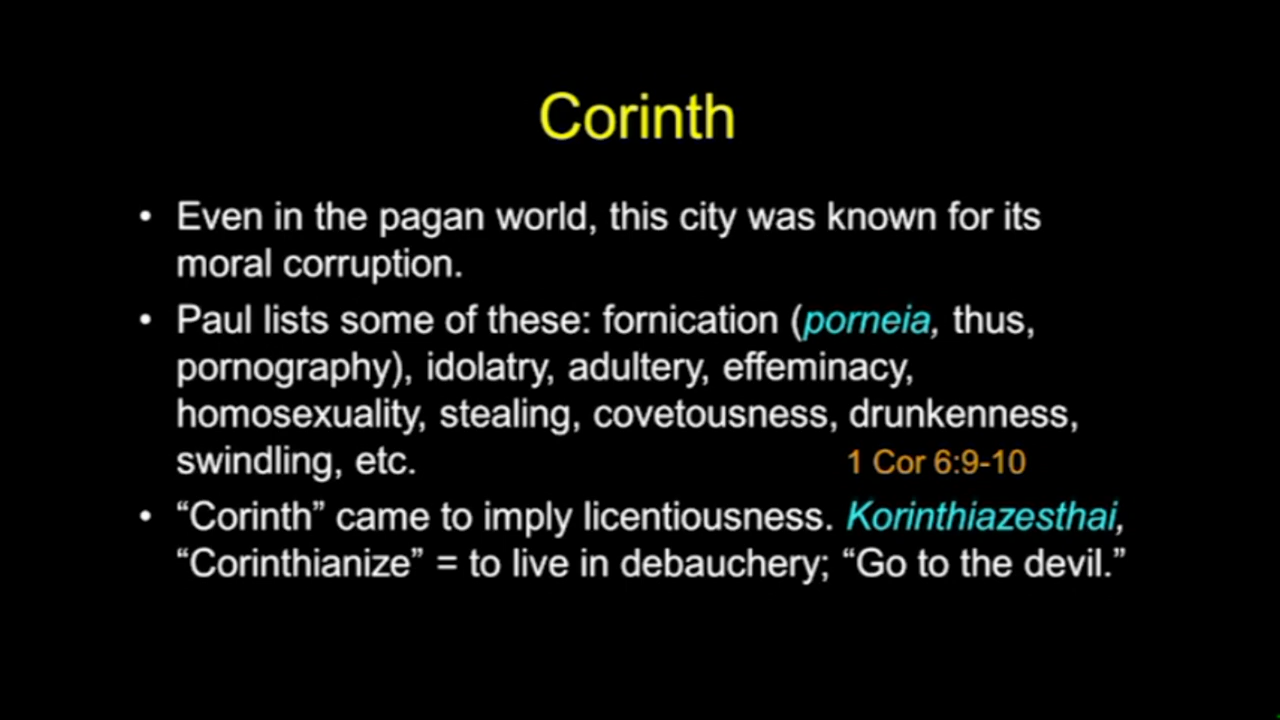 Corinth
• Even in the pagan world, this city was known for its
moral corruption.
• Paul lists some of these: fornication (porneia, thus,
pornography), idolatry, adultery, effeminacy,
homosexuality, stealing, covetousness, drunkenness,
swindling, etc. 1 Cor 6:9-10
• “Corinth” came to imply licentiousness. Korinthiazesthai,
“Corinthianize” = to live in debauchery; “Go to the devil.”